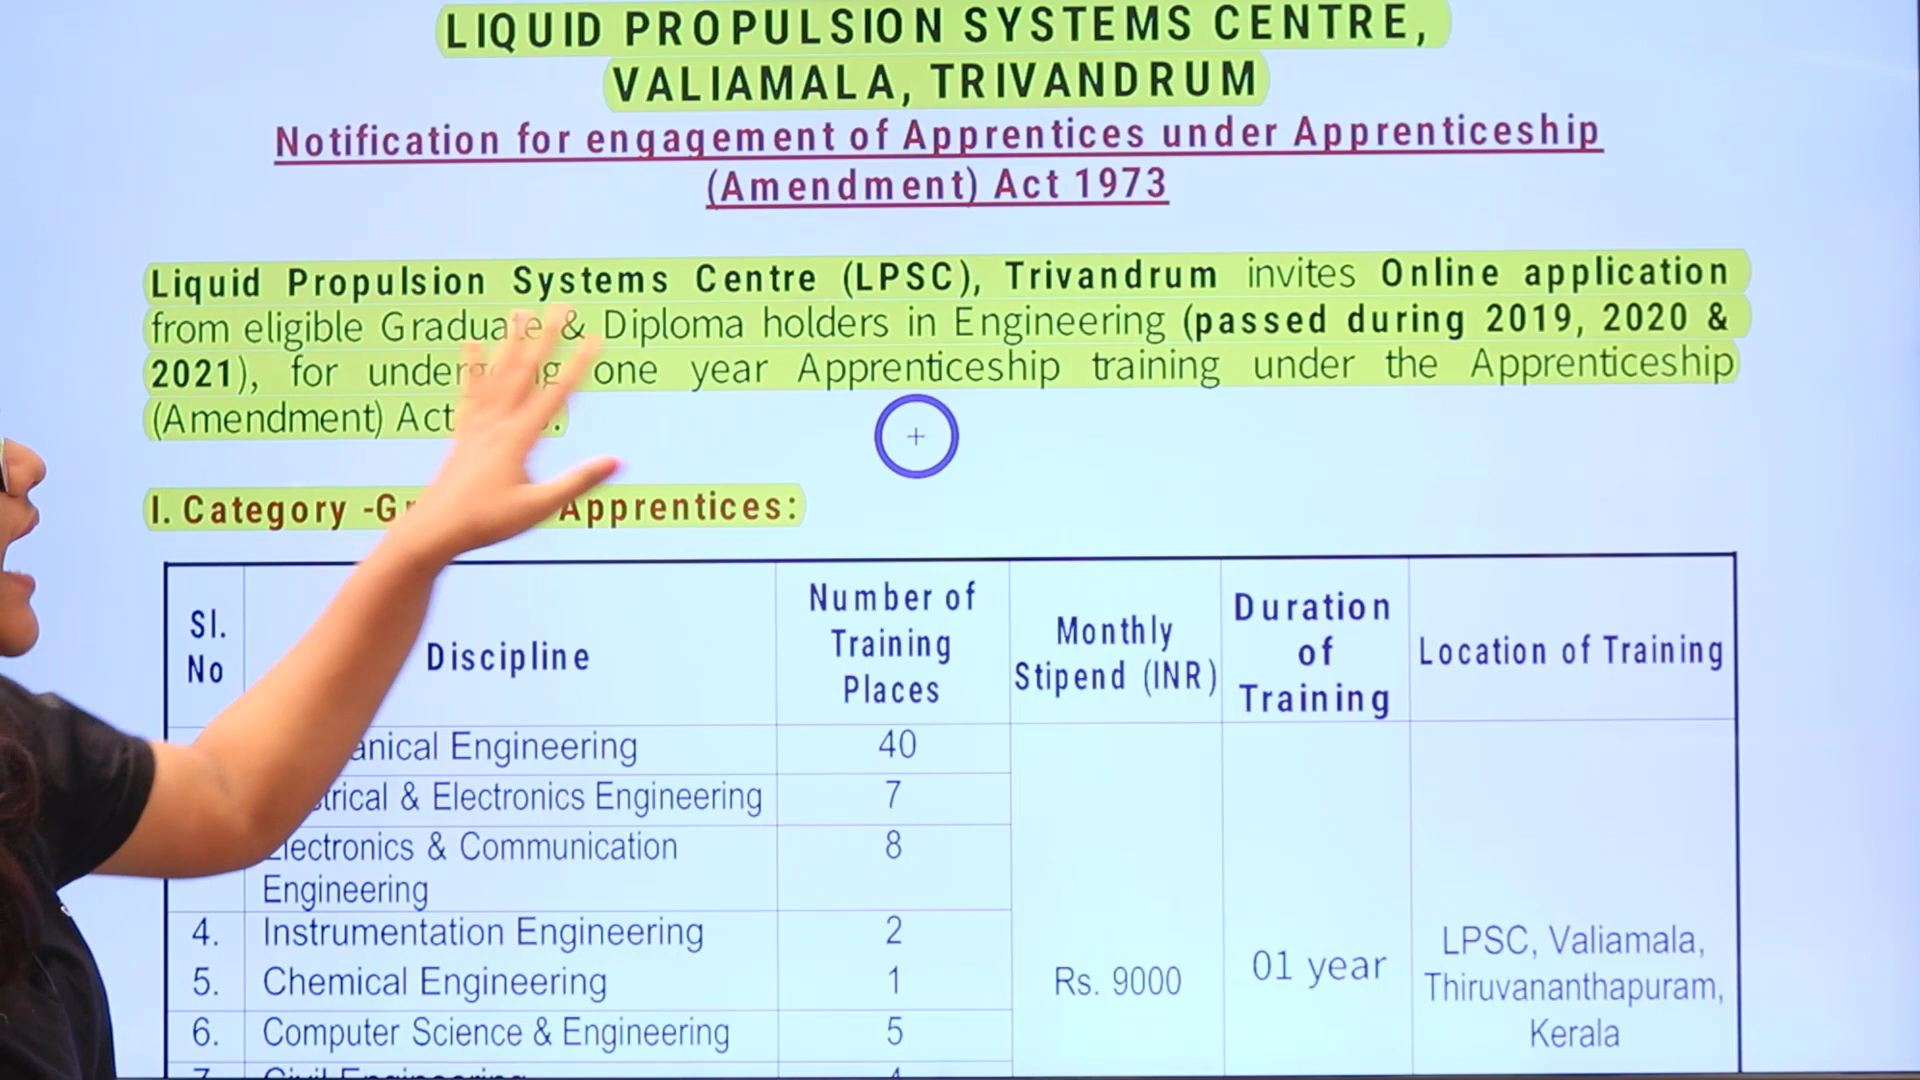 LIQUID PROPULSION SYSTEMS CENTRE,
VALIAMALA, TRIVANDRUM
Notification for engagement of Apprentices under Apprenticeship
(Amendment) Act 1973
Liquid Propulsion Systems Centre (LPSC), Trivandrum invites Online application
from eligible Graduate & Diploma holders in Engineering (passed during 2019, 2020 &
2021), for one year Apprenticeship training under the Apprenticeship
(Amendment) Act
I. Category - Apprentices:
Sl. No
Discipline
Number of Training Places
Monthly Stipend (INR)
Duration of Training
Location of Training
Engineering 40
& Electronics Engineering 7
Electronics & Communication 8
Engineering
4. Instrumentation Engineering 2
5. Chemical Engineering 1
6. Computer Science & Engineering 5
Rs. 9000
01 year
LPSC, Valiamala,
Thiruvananthapuram,
Kerala